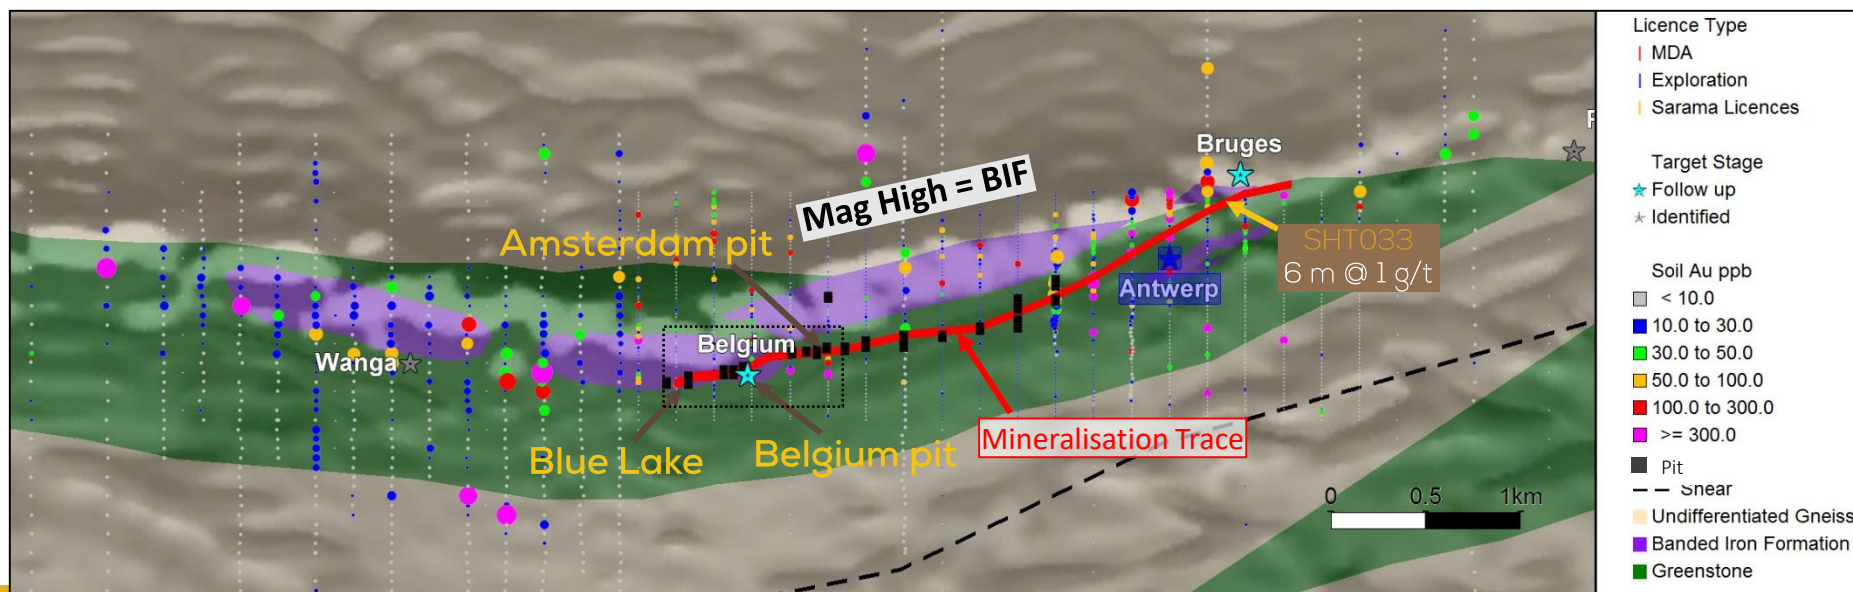 Bruges
Mag High = BIF
Amsterdam pit
SHT033
6 m @ 1 g/t
Antwerp
Belgium
Wanga
Mineralisation Trace
Blue Lake
Belgium pit
0 0.5 1km
Licence Type
MDA
Exploration
Sarama Licences
Target Stage
Follow up
Identified
Soil Au ppb
< 10.0
10.0 to 30.0
30.0 to 50.0
50.0 to 100.0
100.0 to 300.0
>= 300.0
Pit
Shear
Undifferentiated Gneiss
Banded Iron Formation
Greenstone